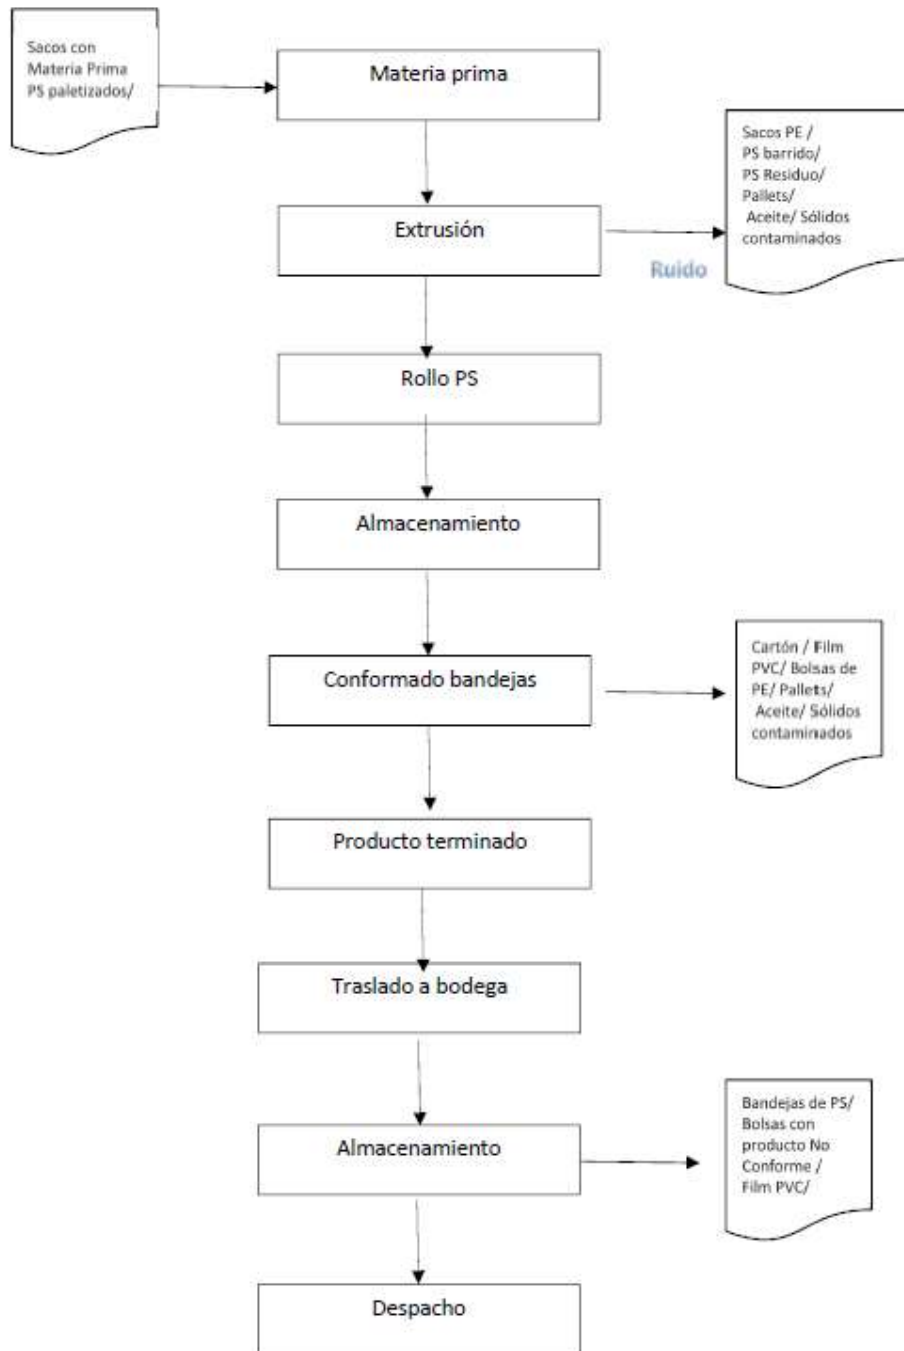 Sacos con
Materia Prima
PS paletizados/
Materia prima
Sacos PE /
PS barrido/
PS Residuo/
Pallets/
Aceite/ Sólidos
contaminados
Extrusión
Ruido
Rollo PS
Almacenamiento
Cartón / Film
PVC/ Bolsas de
PE/ Pallets/
Aceite/ Sólidos
contaminados
Conformado bandejas
Producto terminado
Traslado a bodega
Bandejas de PS/
Bolsas con
producto No
Conforme /
Film PVC/
Almacenamiento
Despacho